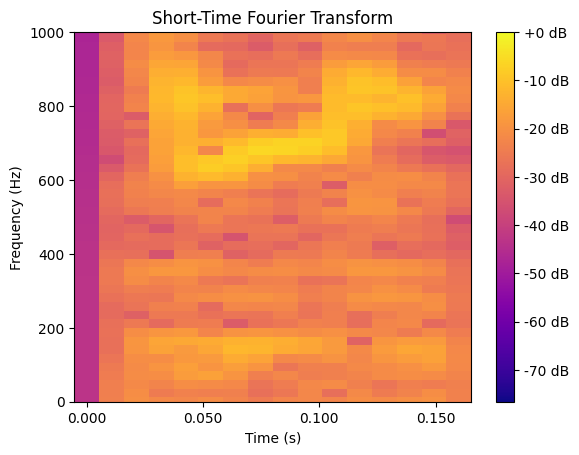 Short-Time Fourier Transform
1000
800
600
400
200
0
Frequency (Hz)
0.000
0.050
0.100
0.150
Time (s)
+0 dB
-10 dB
-20 dB
-30 dB
-40 dB
-50 dB
-60 dB
-70 dB